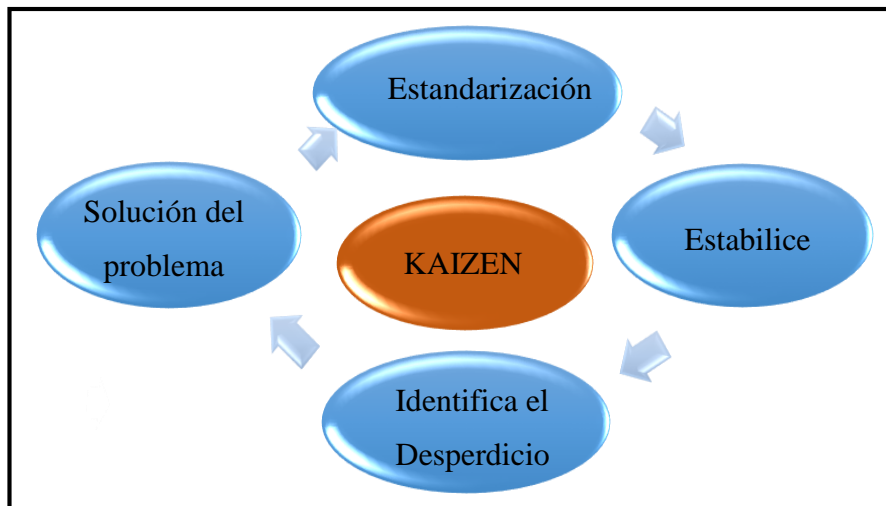 Estandarización
Solución del
problema
KAIZEN
Estabilice
Identifica el
Desperdicio